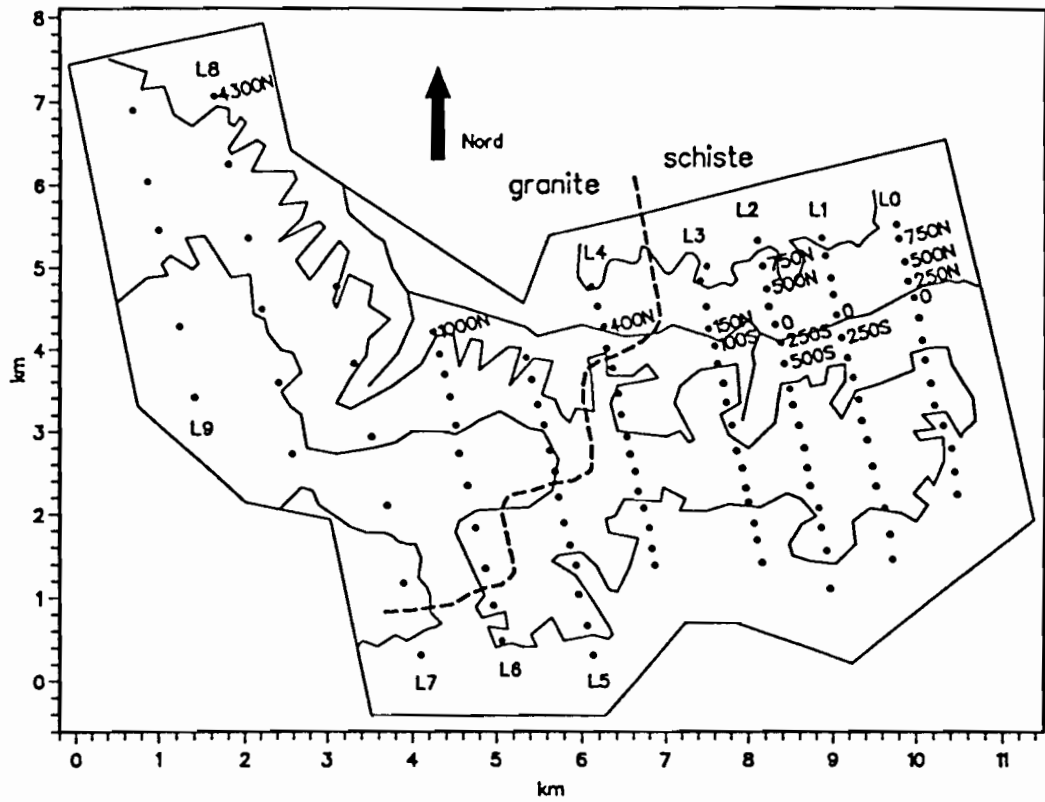 8
7
6
5
4
3
2
1
0
km
L8
4300N
Nord
granite
schiste
L4
L3
L2
L1
L0
750N
500N
250N
0
750N
500N
0
0
400N
150N
100S
250S
250S
500S
1000N
L9
L7
L6
L5
0 1 2 3 4 5 6 7 8 9 10 11
km